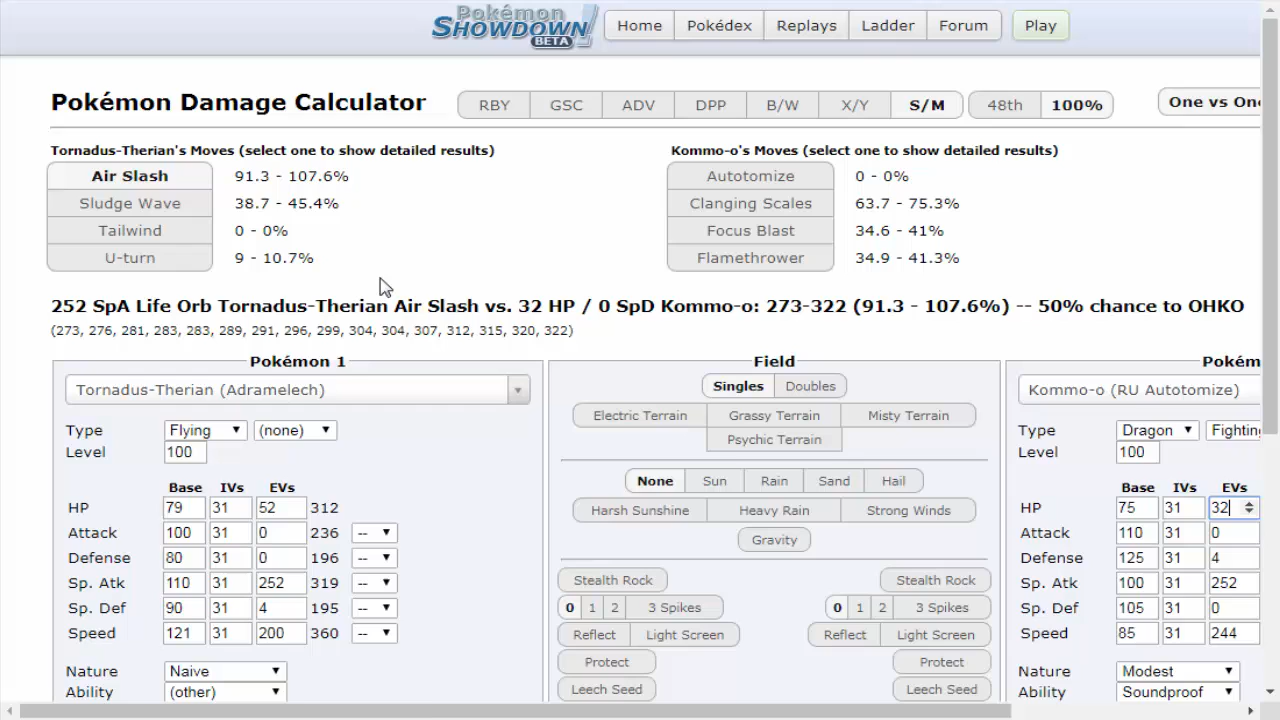 Pokémon SHOWDOWN BETA
Home Pokédex Replays Ladder Forum Play
Pokémon Damage Calculator RBY GSC ADV DPP B/W X/Y S/M 48th 100% One vs On
Tornadus-Therian's Moves (select one to show detailed results) Kommo-o's Moves (select one to show detailed results)
Air Slash 91.3 - 107.6% Autotomize 0 - 0%
Sludge Wave 38.7 - 45.4% Clanging Scales 63.7 - 75.3%
Tailwind 0 - 0% Focus Blast 34.6 - 41%
U-turn 9 - 10.7% Flamethrower 34.9 - 41.3%
252 SpA Life Orb Tornadus-Therian Air Slash vs. 32 HP / 0 SpD Kommo-o: 273-322 (91.3 - 107.6%) -- 50% chance to OHKO
(273, 276, 281, 283, 283, 289, 291, 296, 299, 304, 304, 307, 312, 315, 320, 322)
Pokémon 1 Field Pokém
Tornadus-Therian (Adramelech) Singles Doubles Kommo-o (RU Autotomize)
Electric Terrain Grassy Terrain Misty Terrain
Type Flying (none) Psychic Terrain Type Dragon Fighting
Level 100 Level 100
None Sun Rain Sand Hail
Base IVs EVs Base IVs EVs
HP 79 31 52 312 Harsh Sunshine Heavy Rain Strong Winds HP 75 31 32
Attack 100 31 0 236 -- Gravity Attack 110 31 0
Defense 80 31 0 196 -- Defense 125 31 4
Sp. Atk 110 31 252 319 -- Stealth Rock Stealth Rock Sp. Atk 100 31 252
Sp. Def 90 31 4 195 -- 0 1 2 3 Spikes 0 1 2 3 Spikes Sp. Def 105 31 0
Speed 121 31 200 360 -- Reflect Light Screen Reflect Light Screen Speed 85 31 244
Nature Naive Protect Protect Nature Modest
Ability (other) Leech Seed Leech Seed Ability Soundproof